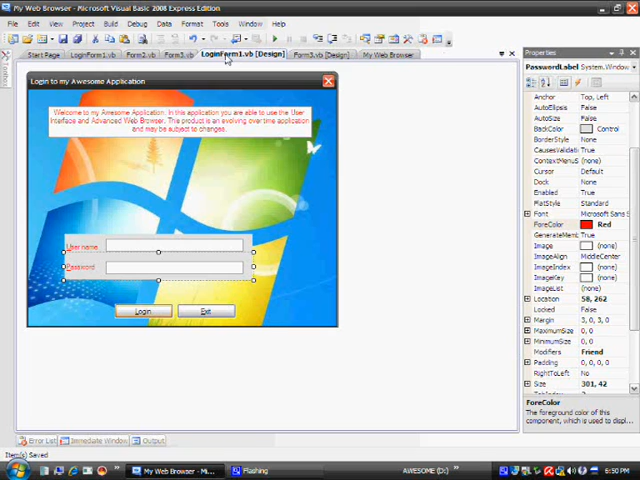 My Web Browser - Microsoft Visual Basic 2008 Express Edition
File Edit View Project Build Debug Data Format Tools Window Help
Start Page LoginForm1.vb Form2.vb Form3.vb LoginForm1.vb [Design] Form3.vb [Design] My Web Browser
Toolbox
Login to my Awesome Application
Welcome to my Awesome Application. In this application you are able to use the User
Interface and Advanced Web Browser. This product is an evolving over time application
and may be subject to changes.
User name
Password
Login Exit
Properties
PasswordLabel System.Window
Anchor Top, Left
AutoEllipsis False
AutoSize False
BackColor Control
BorderStyle None
CausesValidati True
ContextMenuS (none)
Cursor Default
Dock None
Enabled True
FlatStyle Standard
Font Microsoft Sans S
ForeColor Red
GenerateMemb True
Image (none)
ImageAlign MiddleCenter
ImageIndex (none)
ImageKey (none)
ImageList (none)
Location 58, 262
Locked False
Margin 3, 0, 3, 0
MaximumSize 0, 0
MinimumSize 0, 0
Modifiers Friend
Padding 0, 0, 0, 0
RightToLeft No
Size 301, 42
ForeColor
The foreground color of this
component, which is used to displ...
Error List Immediate Window Output
Item(s) Saved
My Web Browser - Mi... Flashing AWESOME (D:) 6:50 PM